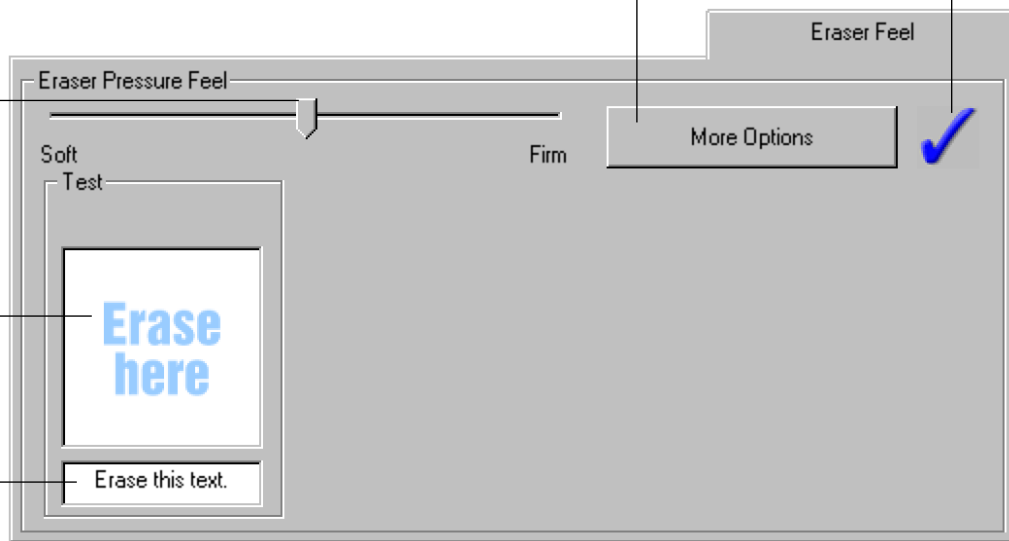 Eraser Feel
Eraser Pressure Feel
Soft
Firm
More Options
Test
Erase
here
Erase this text.